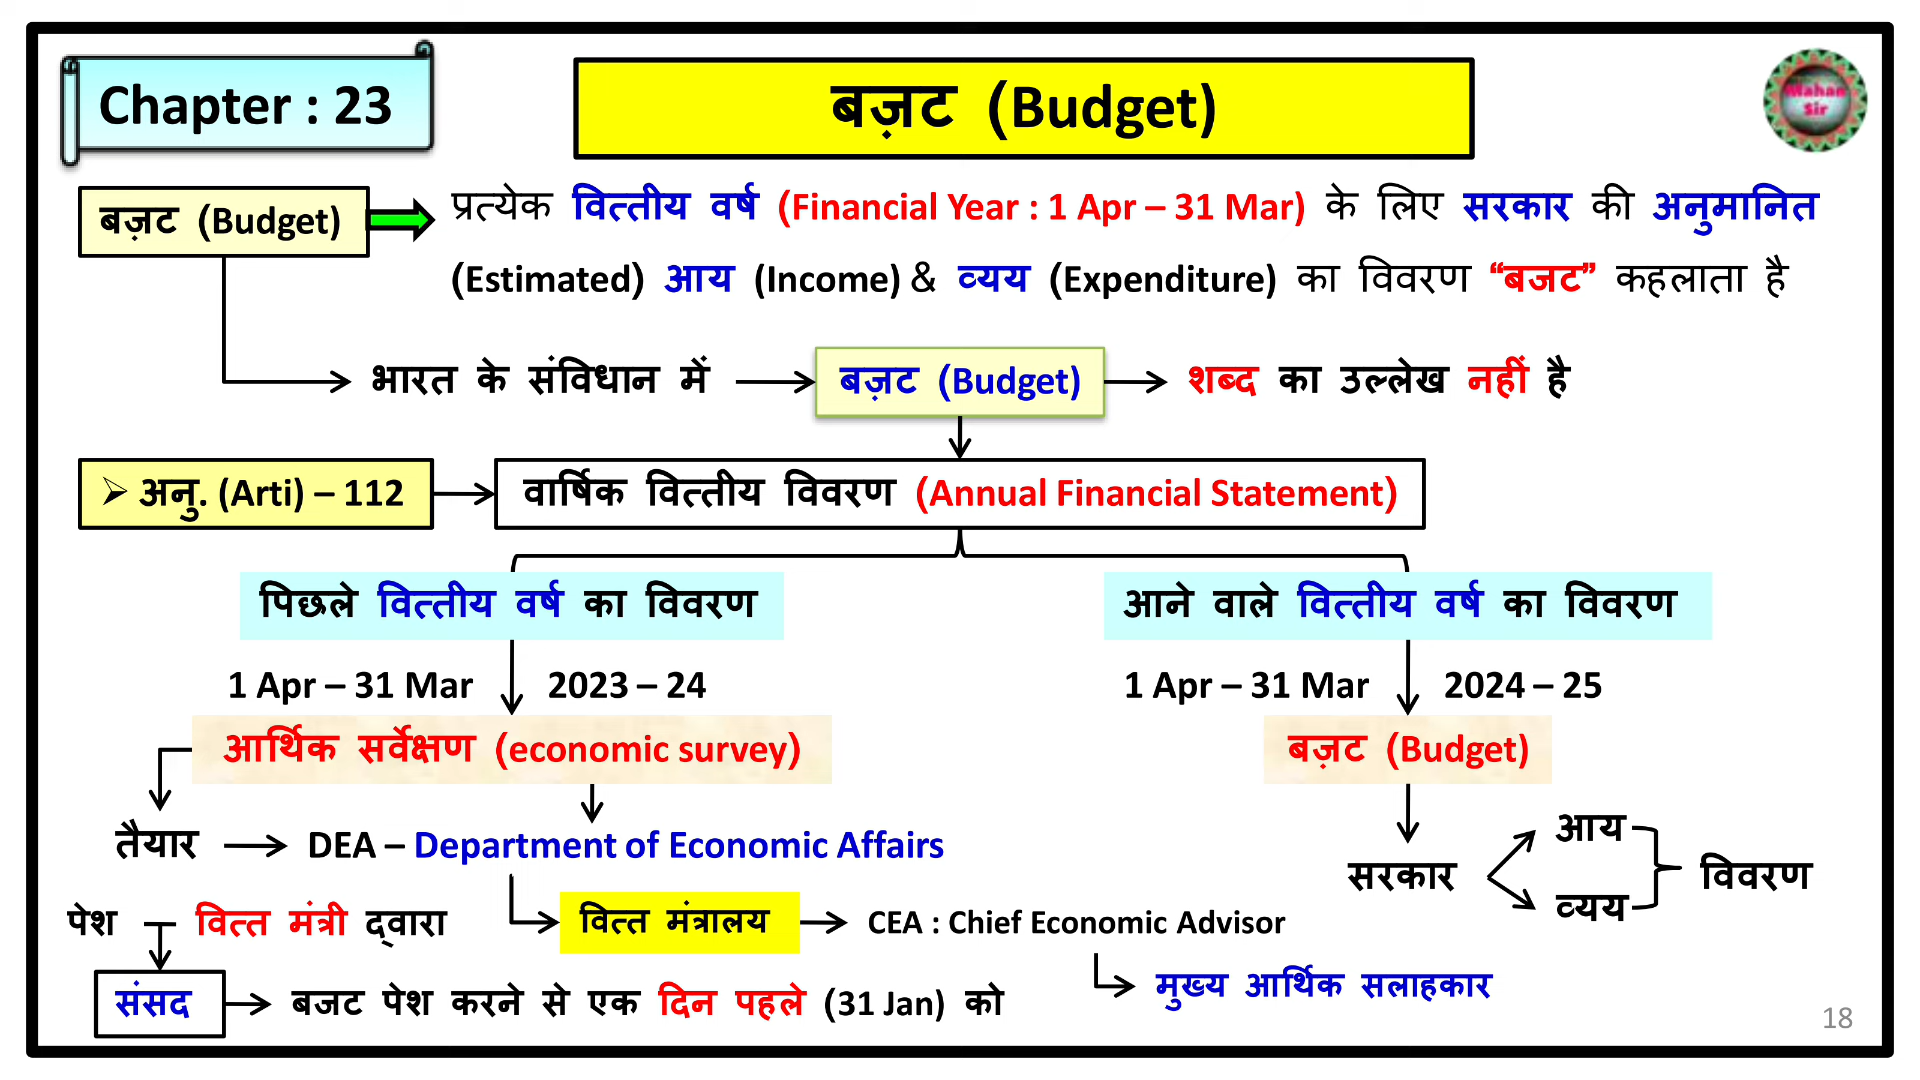 Chapter : 23
बज़ट (Budget)
Mahan
Sir
बज़ट (Budget)
प्रत्येक वित्तीय वर्ष (Financial Year : 1 Apr – 31 Mar) के लिए सरकार की अनुमानित
(Estimated) आय (Income) & व्यय (Expenditure) का विवरण “बजट” कहलाता है
भारत के संविधान में
बज़ट (Budget)
शब्द का उल्लेख नहीं है
➢ अनु. (Arti) – 112
वार्षिक वित्तीय विवरण (Annual Financial Statement)
पिछले वित्तीय वर्ष का विवरण
आने वाले वित्तीय वर्ष का विवरण
1 Apr – 31 Mar 2023 – 24
1 Apr – 31 Mar 2024 – 25
आर्थिक सर्वेक्षण (economic survey)
बज़ट (Budget)
तैयार
DEA – Department of Economic Affairs
सरकार
आय
व्यय
विवरण
पेश
वित्त मंत्री द्वारा
वित्त मंत्रालय
CEA : Chief Economic Advisor
मुख्य आर्थिक सलाहकार
संसद
बजट पेश करने से एक दिन पहले (31 Jan) को
18